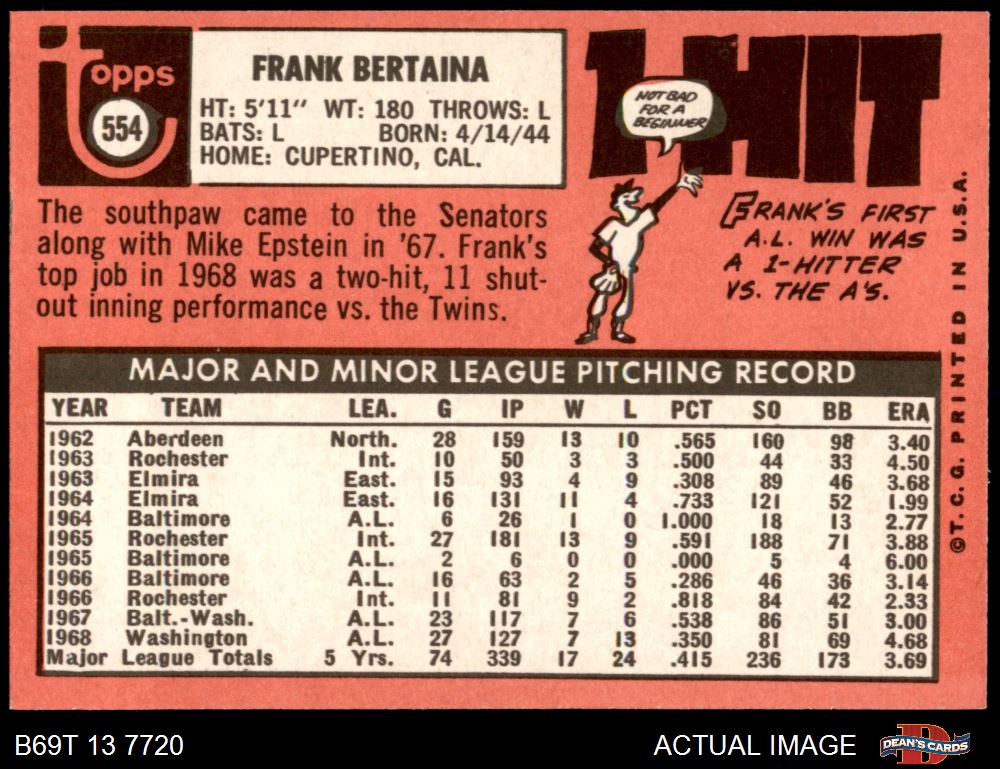 Topps
554
FRANK BERTAINA
HT: 5'11" WT: 180 THROWS: L
BATS: L BORN: 4/14/44
HOME: CUPERTINO, CAL.
The southpaw came to the Senators
along with Mike Epstein in '67. Frank's
top job in 1968 was a two-hit, 11 shut-
out inning performance vs. the Twins.
1-HIT
NOT BAD
FOR A
BEGINNER
FRANK'S FIRST
A.L. WIN WAS
A 1-HITTER
VS. THE A'S.
MAJOR AND MINOR LEAGUE PITCHING RECORD
YEAR TEAM LEA. G IP W L PCT SO BB ERA
1962 Aberdeen North. 28 159 13 10 .565 160 98 3.40
1963 Rochester Int. 10 50 3 3 .500 44 33 4.50
1963 Elmira East. 15 93 4 9 .308 89 46 3.68
1964 Elmira East. 16 131 11 4 .733 121 52 1.99
1964 Baltimore A.L. 6 26 1 0 1.000 18 13 2.77
1965 Rochester Int. 27 181 13 9 .591 188 71 3.88
1965 Baltimore A.L. 2 6 0 0 .000 5 4 6.00
1966 Baltimore A.L. 16 63 2 5 .286 46 36 3.14
1966 Rochester Int. 11 81 9 2 .818 84 42 2.33
1967 Balt.-Wash. A.L. 23 117 7 6 .538 86 51 3.00
1968 Washington A.L. 27 127 7 13 .350 81 69 4.68
Major League Totals 5 Yrs. 74 339 17 24 .415 236 173 3.69
©T.C.G. PRINTED IN U.S.A.
B69T 13 7720
ACTUAL IMAGE
DEAN'S CARDS